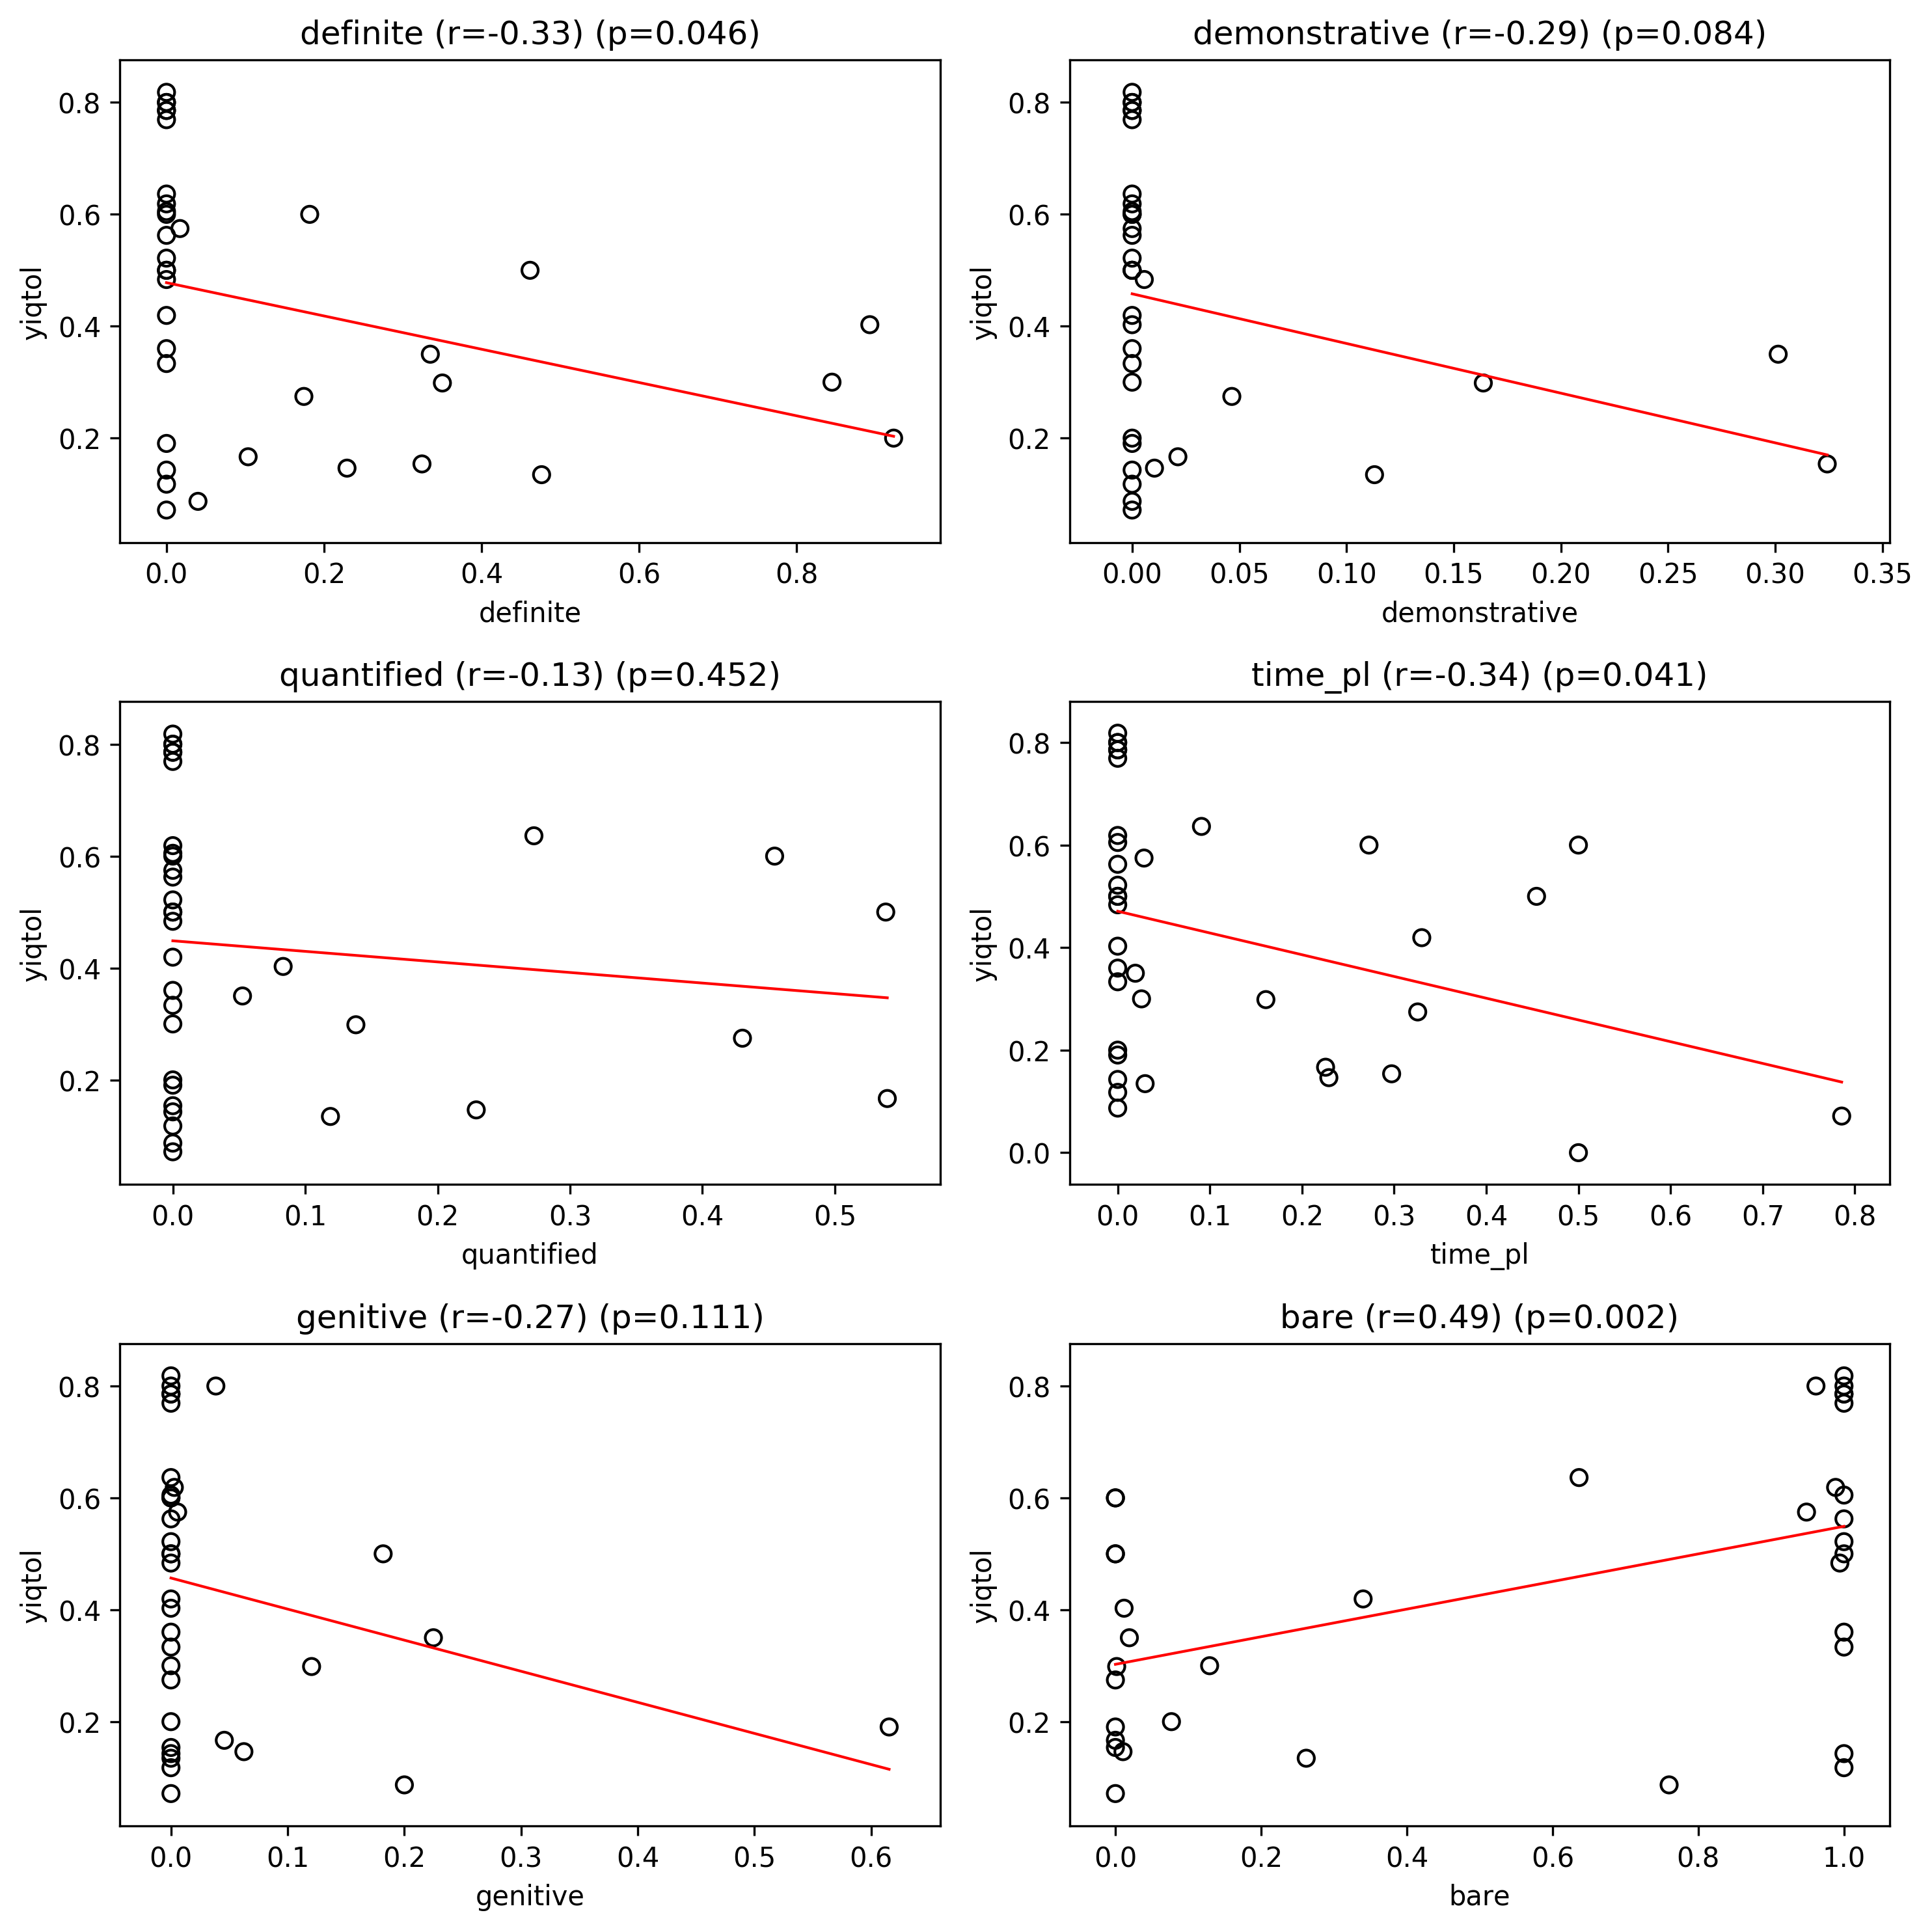 definite (r=-0.33) (p=0.046)
0.8
0.6
0.4
0.2
yiqtol
0.0 0.2 0.4 0.6 0.8
definite
demonstrative (r=-0.29) (p=0.084)
0.8
0.6
0.4
0.2
yiqtol
0.00 0.05 0.10 0.15 0.20 0.25 0.30 0.35
demonstrative
quantified (r=-0.13) (p=0.452)
0.8
0.6
0.4
0.2
yiqtol
0.0 0.1 0.2 0.3 0.4 0.5
quantified
time_pl (r=-0.34) (p=0.041)
0.8
0.6
0.4
0.2
0.0
yiqtol
0.0 0.1 0.2 0.3 0.4 0.5 0.6 0.7 0.8
time_pl
genitive (r=-0.27) (p=0.111)
0.8
0.6
0.4
0.2
yiqtol
0.0 0.1 0.2 0.3 0.4 0.5 0.6
genitive
bare (r=0.49) (p=0.002)
0.8
0.6
0.4
0.2
yiqtol
0.0 0.2 0.4 0.6 0.8 1.0
bare